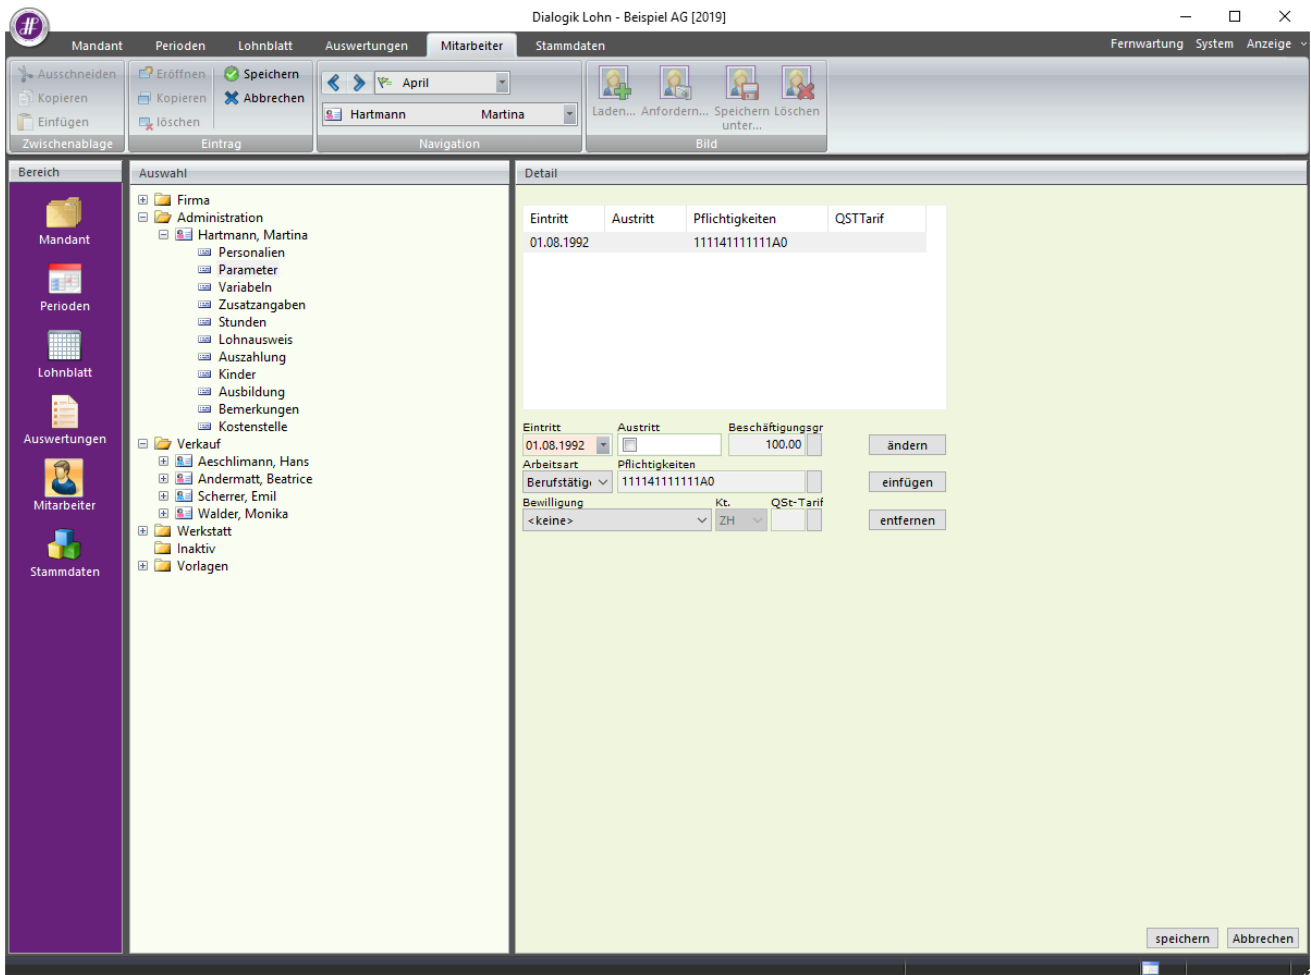 Dialogik Lohn - Beispiel AG [2019]
Mandant Perioden Lohnblatt Auswertungen Mitarbeiter Stammdaten Fernwartung System Anzeige
Ausschneiden Eröffnen Speichern April
Kopieren Kopieren Abbrechen
Einfügen löschen Hartmann Martina
Laden... Anfordern... Speichern unter... Löschen
Zwischenablage Eintrag Navigation Bild
Bereich
Mandant
Perioden
Lohnblatt
Auswertungen
Mitarbeiter
Stammdaten
Auswahl
Firma
Administration
Hartmann, Martina
Personalien
Parameter
Variabeln
Zusatzangaben
Stunden
Lohnausweis
Auszahlung
Kinder
Ausbildung
Bemerkungen
Kostenstelle
Verkauf
Aeschlimann, Hans
Andermatt, Beatrice
Scherrer, Emil
Walder, Monika
Werkstatt
Inaktiv
Vorlagen
Detail
Eintritt Austritt Pflichtigkeiten QSTTarif
01.08.1992 111141111111A0
Eintritt Austritt Beschäftigungsgr
01.08.1992 100.00 ändern
Arbeitsart Pflichtigkeiten
Berufstätig 111141111111A0 einfügen
Bewilligung Kt. QSt-Tarif
<keine> ZH entfernen
speichern Abbrechen